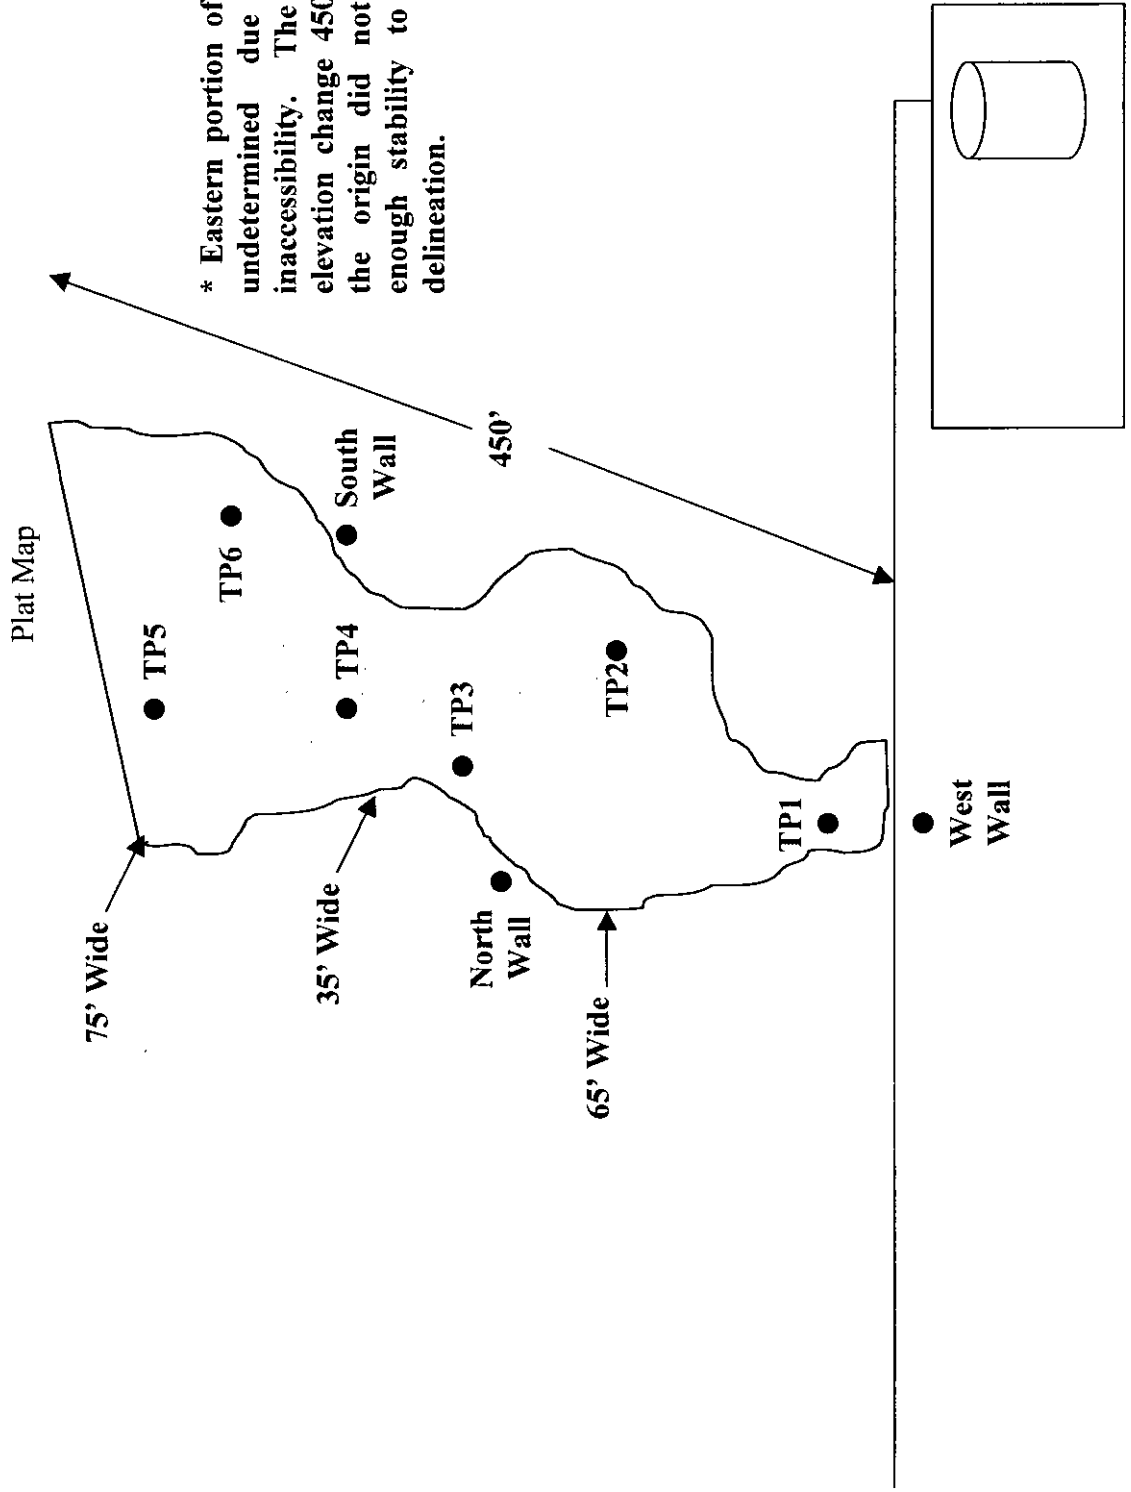 Plat Map
75' Wide
35' Wide
65' Wide
TP5
TP6
TP4
TP3
TP2
TP1
South
Wall
North
Wall
West
Wall
450'
* Eastern portion of
undetermined due
inaccessibility. The
elevation change 450
the origin did not
enough stability to
delineation.